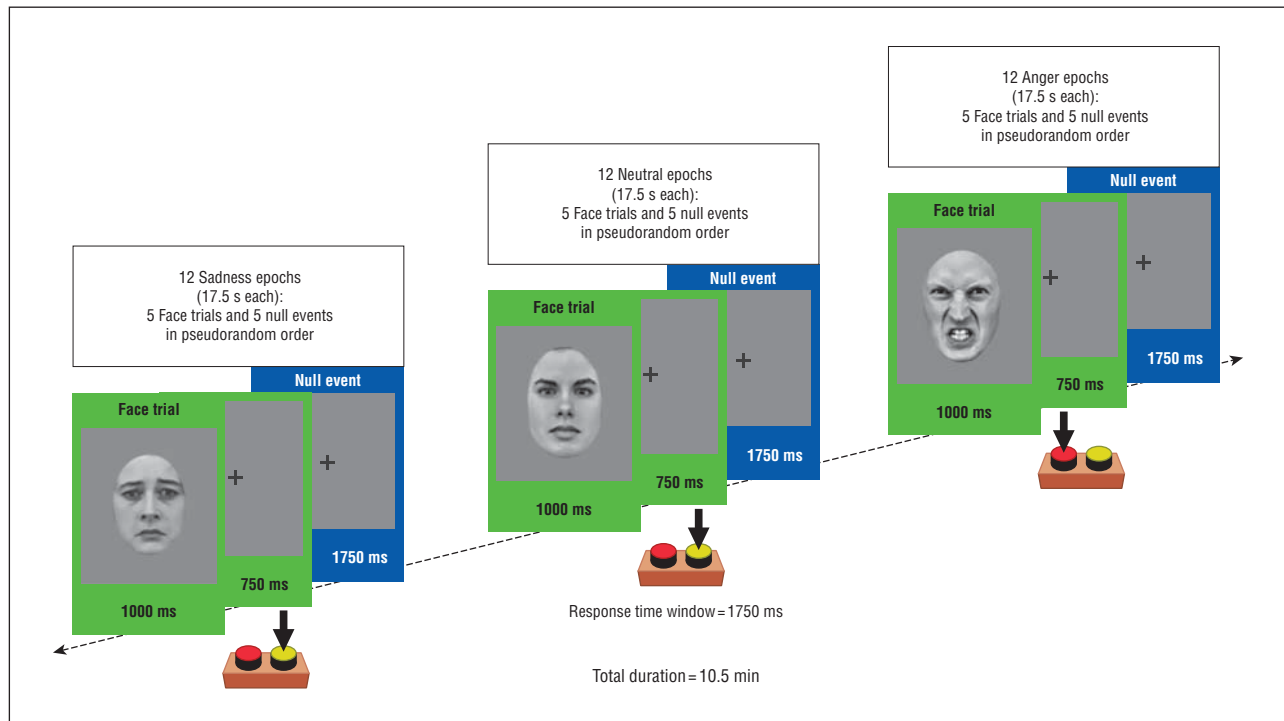 12 Sadness epochs
(17.5 s each):
5 Face trials and 5 null events
in pseudorandom order
Null event
Face trial
1750 ms
750 ms
1000 ms
12 Neutral epochs
(17.5 s each):
5 Face trials and 5 null events
in pseudorandom order
Null event
Face trial
1750 ms
750 ms
1000 ms
12 Anger epochs
(17.5 s each):
5 Face trials and 5 null events
in pseudorandom order
Null event
Face trial
1750 ms
750 ms
1000 ms
Response time window = 1750 ms
Total duration = 10.5 min